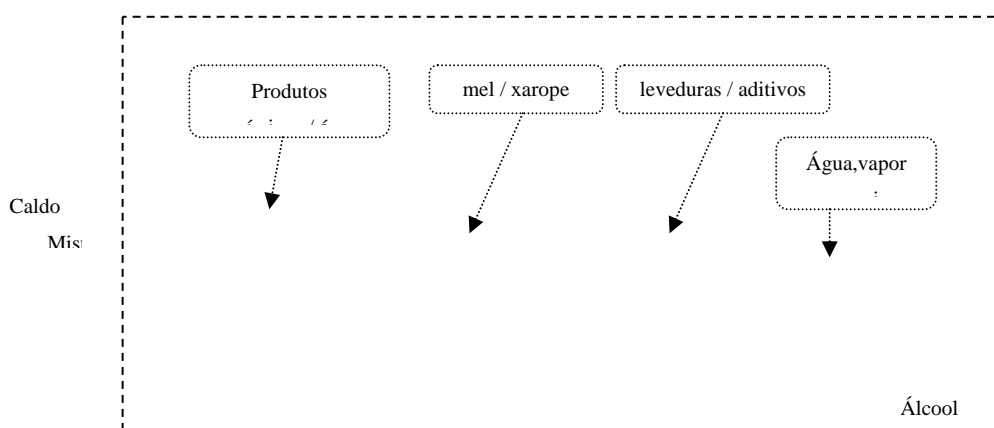 Produtos
mel / xarope
leveduras / aditivos
Água,vapor
Caldo
Álcool